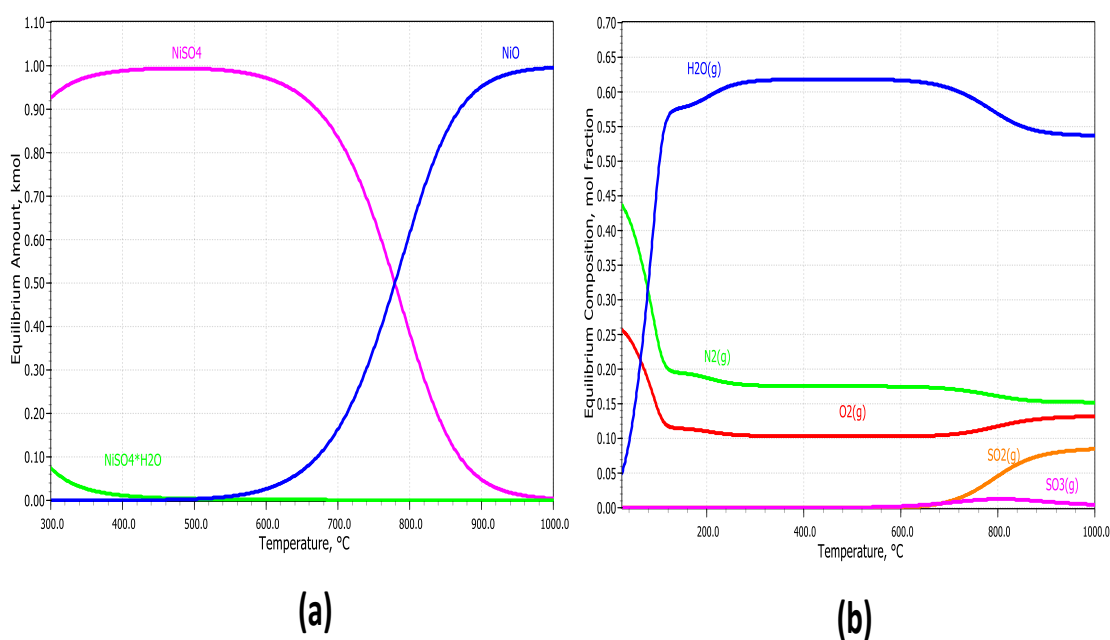 Equilibrium Amount, kmol
1.10
1.00
0.90
0.80
0.70
0.60
0.50
0.40
0.30
0.20
0.10
0.00
NiSO4
NiO
NiSO4*H2O
300.0 400.0 500.0 600.0 700.0 800.0 900.0 1000.0
Temperature, °C
(a)
Equilibrium Composition, mol fraction
0.70
0.65
0.60
0.55
0.50
0.45
0.40
0.35
0.30
0.25
0.20
0.15
0.10
0.05
0.00
H2O(g)
N2(g)
O2(g)
SO2(g)
SO3(g)
200.0 400.0 600.0 800.0 1000.0
Temperature, °C
(b)